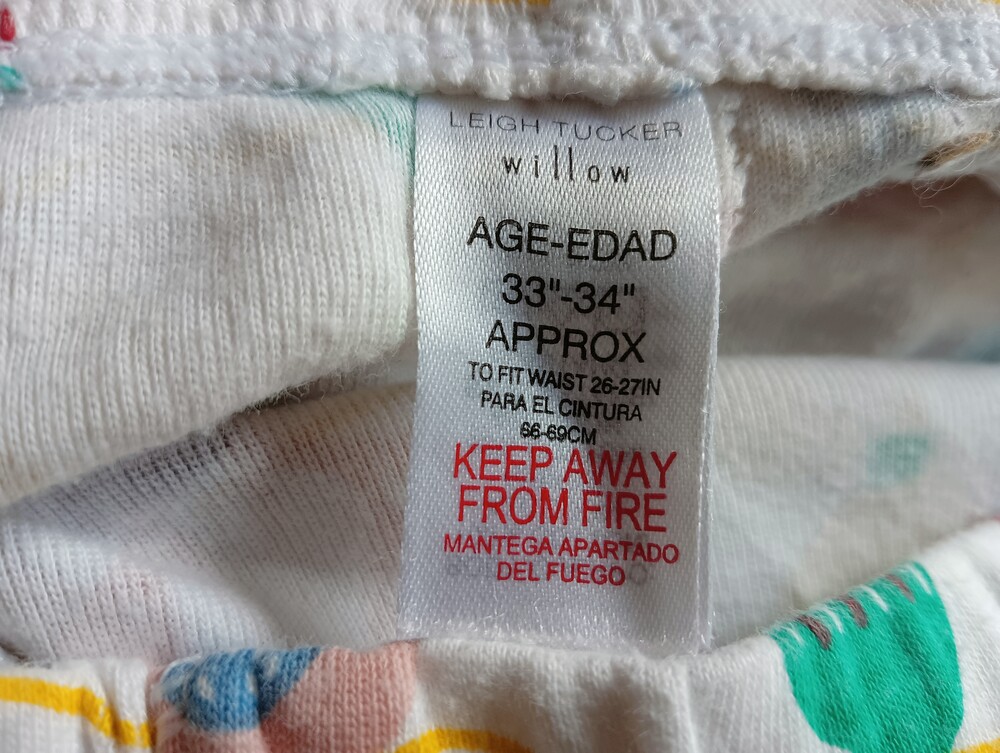 LEIGH TUCKER
willow
AGE-EDAD
33"-34"
APPROX
TO FIT WAIST 26-27IN
PARA EL CINTURA
66-69CM
KEEP AWAY
FROM FIRE
MANTEGA APARTADO
DEL FUEGO